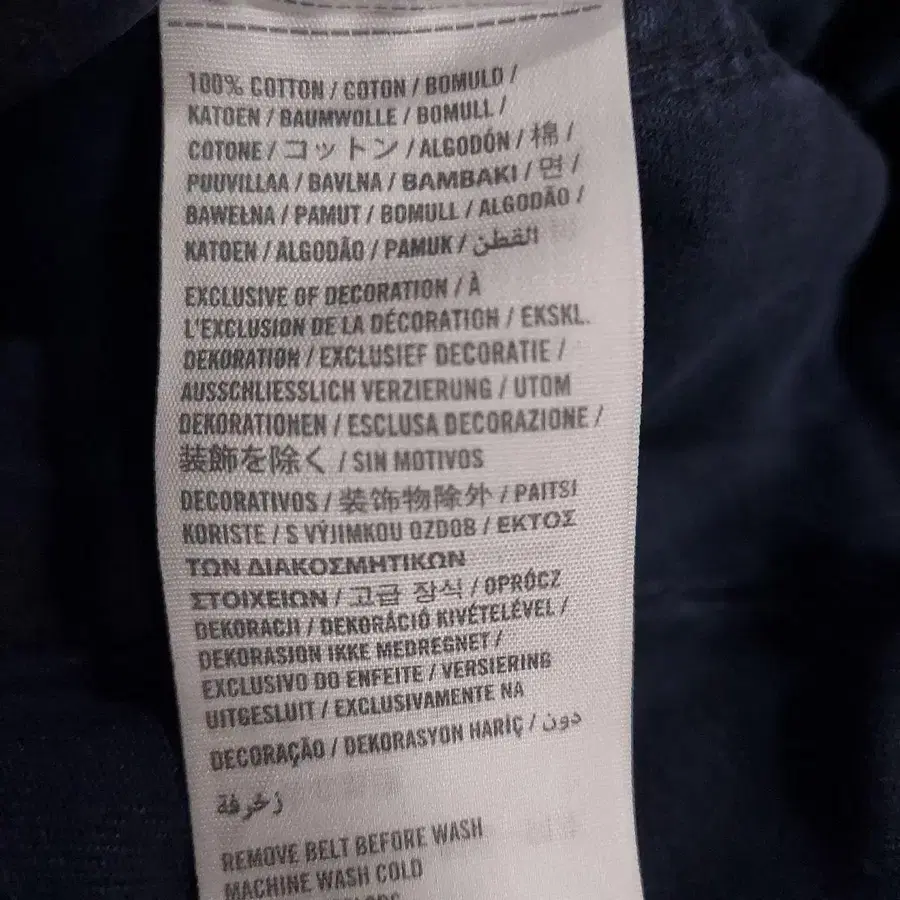 100% COTTON / COTON / BOMULD /
KATOEN / BAUMWOLLE / BOMULL /
COTONE / コットン / ALGODÓN / 棉 /
PUUVILLAA / BAVLNA / BAMBAKI / 면 /
BAWEŁNA / PAMUT / BOMULL / ALGODÃO /
KATOEN / ALGODÃO / PAMUK / القطن
EXCLUSIVE OF DECORATION / À
L'EXCLUSION DE LA DÉCORATION / EKSKL.
DEKORATION / EXCLUSIEF DECORATIE /
AUSSCHLIESSLICH VERZIERUNG / UTOM
DEKORATIONEN / ESCLUSA DECORAZIONE /
装飾を除く / SIN MOTIVOS
DECORATIVOS / 装饰物除外 / PAITSI
KORISTE / S VÝJIMKOU OZDOB / ΕΚΤΟΣ
ΤΩΝ ΔΙΑΚΟΣΜΗΤΙΚΩΝ
ΣΤΟΙΧΕΙΩΝ / 고급 장식 / OPRÓCZ
DEKORACJI / DEKORÁCIÓ KIVÉTELÉVEL /
DEKORASJON IKKE MEDREGNET /
EXCLUSIVO DO ENFEITE / VERSIERING
UITGESLUIT / EXCLUSIVAMENTE NA
DECORAÇÃO / DEKORASYON HARİÇ / دون
زخرفة
REMOVE BELT BEFORE WASH
MACHINE WASH COLD